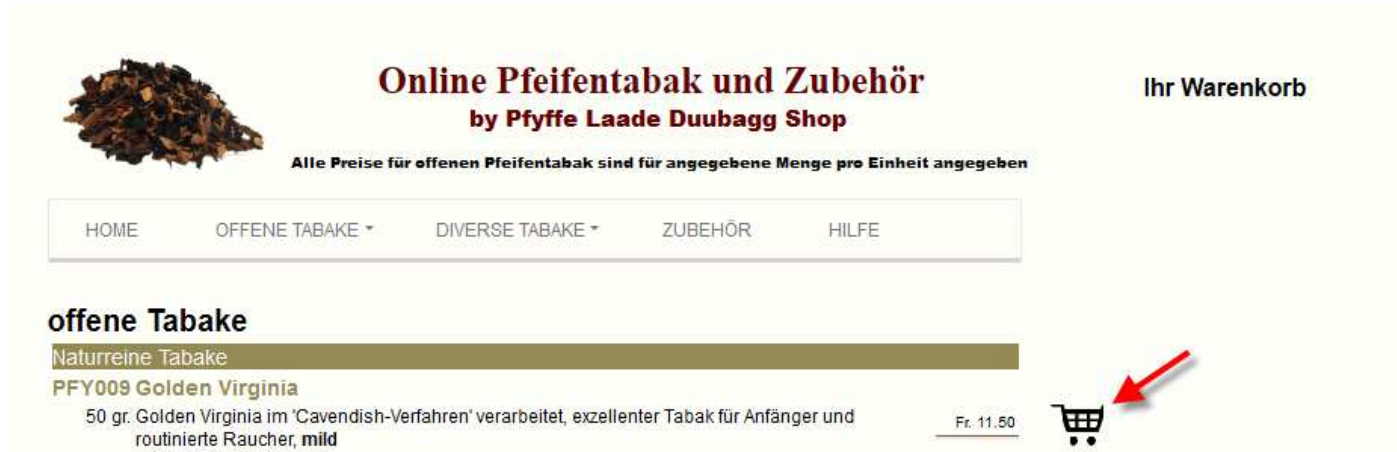 Online Pfeifentabak und Zubehör
by Pfyffe Laade Duubagg Shop
Alle Preise für offenen Pfeifentabak sind für angegebene Menge pro Einheit angegeben
Ihr Warenkorb
HOME OFFENE TABAKE DIVERSE TABAKE ZUBEHÖR HILFE
offene Tabake
Naturreine Tabake
PFY009 Golden Virginia
50 gr. Golden Virginia im 'Cavendish-Verfahren' verarbeitet, exzellenter Tabak für Anfänger und
routinierte Raucher, mild
Fr. 11.50